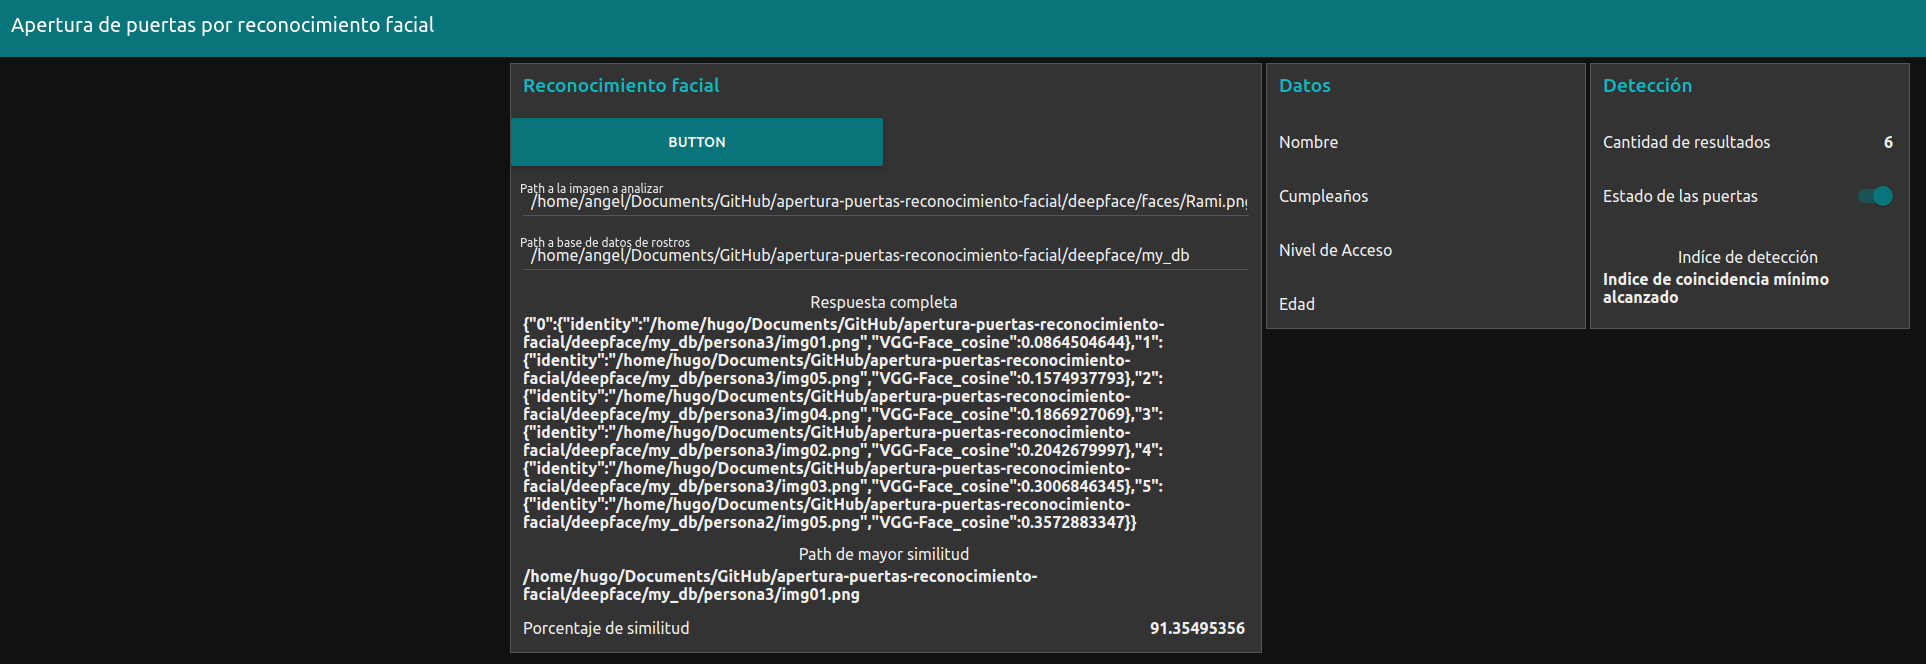 Apertura de puertas por reconocimiento facial
Reconocimiento facial
BUTTON
Path a la imagen a analizar
/home/angel/Documents/GitHub/apertura-puertas-reconocimiento-facial/deepface/faces/Rami.png
Path a base de datos de rostros
/home/angel/Documents/GitHub/apertura-puertas-reconocimiento-facial/deepface/my_db
Respuesta completa
{"0":{"identity":"/home/hugo/Documents/GitHub/apertura-puertas-reconocimiento-
facial/deepface/my_db/persona3/img01.png","VGG-Face_cosine":0.0864504644},"1":
{"identity":"/home/hugo/Documents/GitHub/apertura-puertas-reconocimiento-
facial/deepface/my_db/persona3/img05.png","VGG-Face_cosine":0.1574937793},"2":
{"identity":"/home/hugo/Documents/GitHub/apertura-puertas-reconocimiento-
facial/deepface/my_db/persona3/img04.png","VGG-Face_cosine":0.1866927069},"3":
{"identity":"/home/hugo/Documents/GitHub/apertura-puertas-reconocimiento-
facial/deepface/my_db/persona3/img02.png","VGG-Face_cosine":0.2042679997},"4":
{"identity":"/home/hugo/Documents/GitHub/apertura-puertas-reconocimiento-
facial/deepface/my_db/persona3/img03.png","VGG-Face_cosine":0.3006846345},"5":
{"identity":"/home/hugo/Documents/GitHub/apertura-puertas-reconocimiento-
facial/deepface/my_db/persona2/img05.png","VGG-Face_cosine":0.3572883347}}
Path de mayor similitud
/home/hugo/Documents/GitHub/apertura-puertas-reconocimiento-
facial/deepface/my_db/persona3/img01.png
Porcentaje de similitud 91.35495356
Datos
Nombre
Cumpleaños
Nivel de Acceso
Edad
Detección
Cantidad de resultados 6
Estado de las puertas
Indíce de detección
Indice de coincidencia mínimo
alcanzado